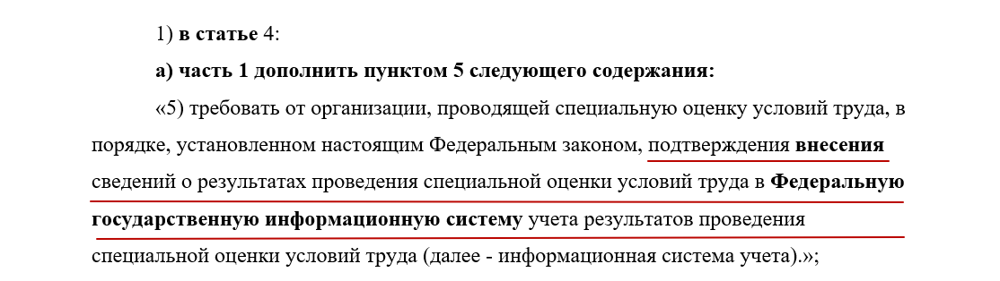 1) в статье 4:
а) часть 1 дополнить пунктом 5 следующего содержания:
«5) требовать от организации, проводящей специальную оценку условий труда, в
порядке, установленном настоящим Федеральным законом, подтверждения внесения
сведений о результатах проведения специальной оценки условий труда в Федеральную
государственную информационную систему учета результатов проведения
специальной оценки условий труда (далее - информационная система учета).»;